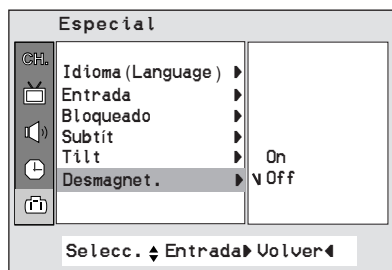 Especial
CH.
Idioma (Language)
Entrada
Bloqueado
Subtít
Tilt
On
Desmagnet.
Off
Selecc. Entrada Volver